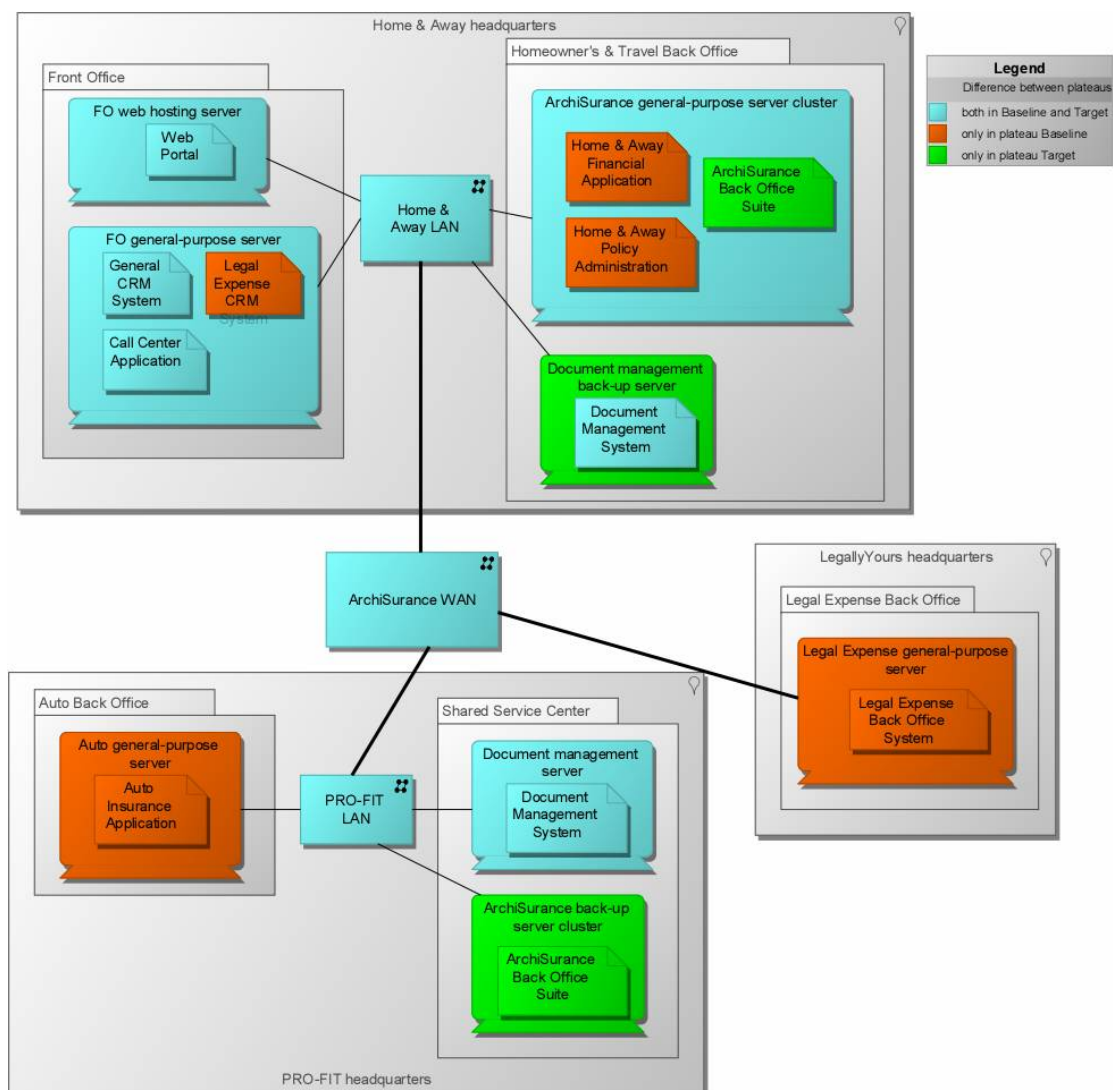 Home & Away headquarters
Front Office
FO web hosting server
Web
Portal
FO general-purpose server
General
CRM
System
Legal
Expense
CRM
System
Call Center
Application
Home &
Away LAN
Homeowner's & Travel Back Office
ArchiSurance general-purpose server cluster
Home & Away
Financial
Application
ArchiSurance
Back Office
Suite
Home & Away
Policy
Administration
Document management
back-up server
Document
Management
System
Legend
Difference between plateaus
both in Baseline and Target
only in plateau Baseline
only in plateau Target
ArchiSurance WAN
LegallyYours headquarters
Legal Expense Back Office
Legal Expense general-purpose
server
Legal Expense
Back Office
System
Auto Back Office
Auto general-purpose
server
Auto
Insurance
Application
PRO-FIT
LAN
Shared Service Center
Document management
server
Document
Management
System
ArchiSurance back-up
server cluster
ArchiSurance
Back Office
Suite
PRO-FIT headquarters